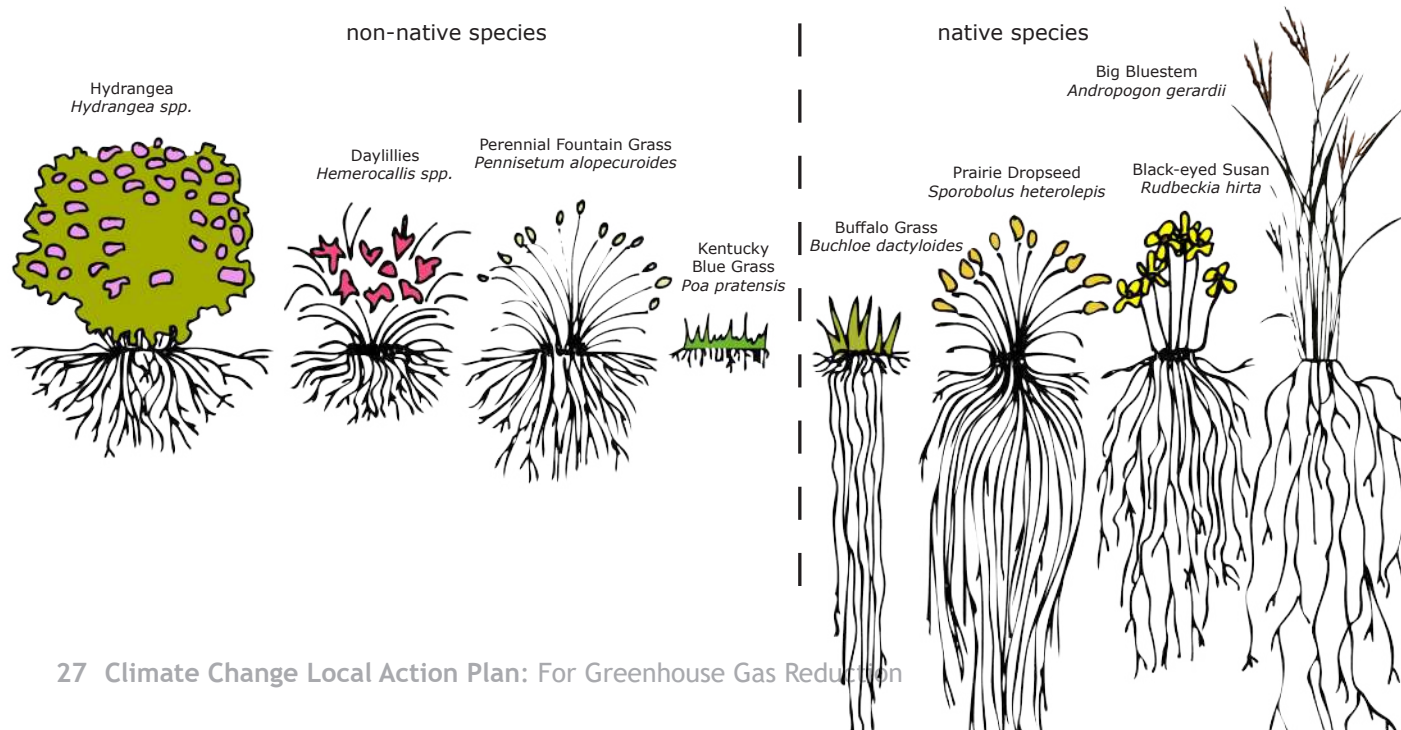 non-native species
native species
Hydrangea
Hydrangea spp.
Daylillies
Hemerocallis spp.
Perennial Fountain Grass
Pennisetum alopecuroides
Kentucky
Blue Grass
Poa pratensis
Buffalo Grass
Buchloe dactyloides
Prairie Dropseed
Sporobolus heterolepis
Black-eyed Susan
Rudbeckia hirta
Big Bluestem
Andropogon gerardii
27 Climate Change Local Action Plan: For Greenhouse Gas Reduction